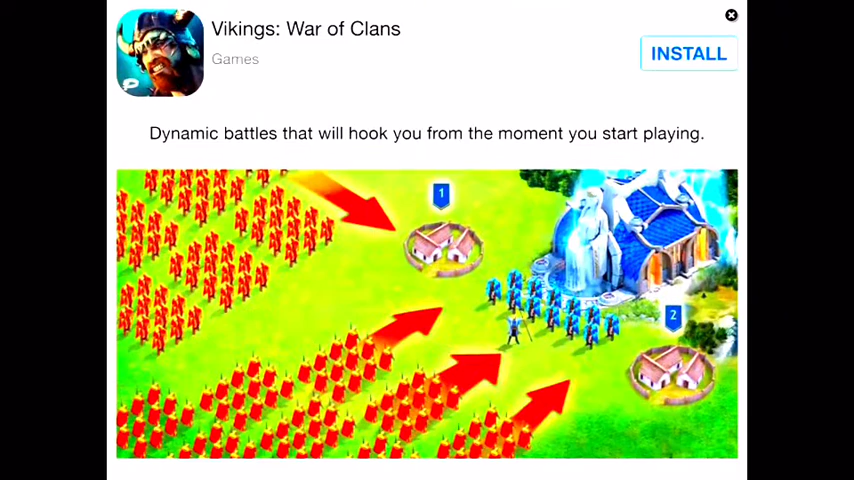 Vikings: War of Clans
Games
INSTALL
Dynamic battles that will hook you from the moment you start playing.
1
2